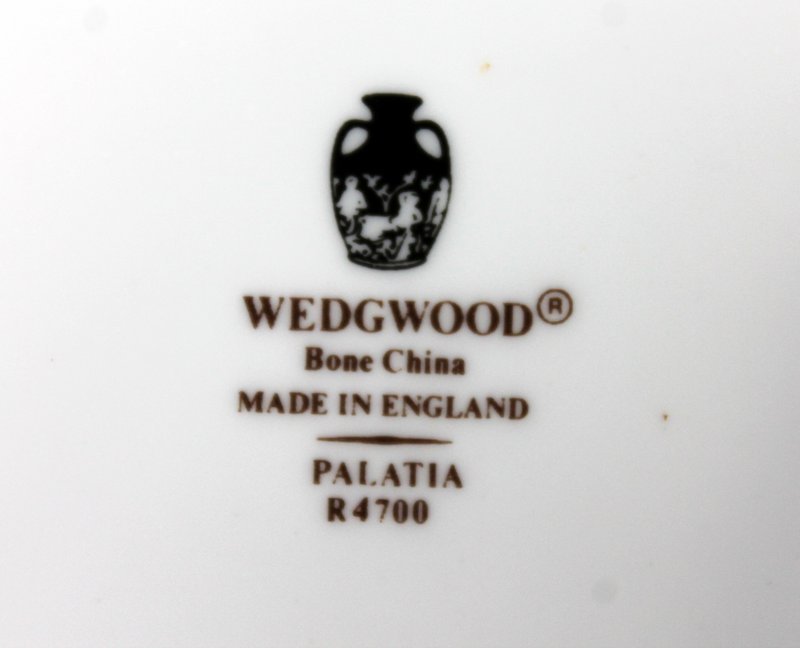 WEDGWOOD®
Bone China
MADE IN ENGLAND
PALATIA
R4700